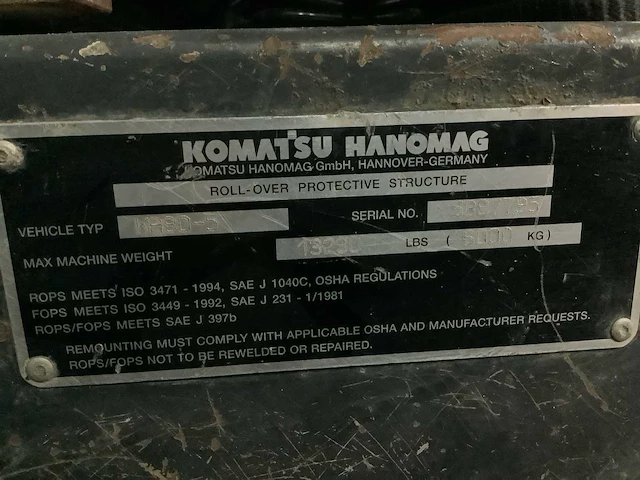 KOMATSU HANOMAG
KOMATSU HANOMAG GmbH, HANNOVER-GERMANY
ROLL-OVER PROTECTIVE STRUCTURE
VEHICLE TYPE SERIAL NO.
MAX MACHINE WEIGHT LBS ( KG)
ROPS MEETS ISO 3471 - 1994, SAE J 1040C, OSHA REGULATIONS
FOPS MEETS ISO 3449 - 1992, SAE J 231 - 1/1981
ROPS/FOPS MEETS SAE J 397b
REMOUNTING MUST COMPLY WITH APPLICABLE OSHA AND MANUFACTURER REQUESTS.
ROPS/FOPS NOT TO BE REWELDED OR REPAIRED.